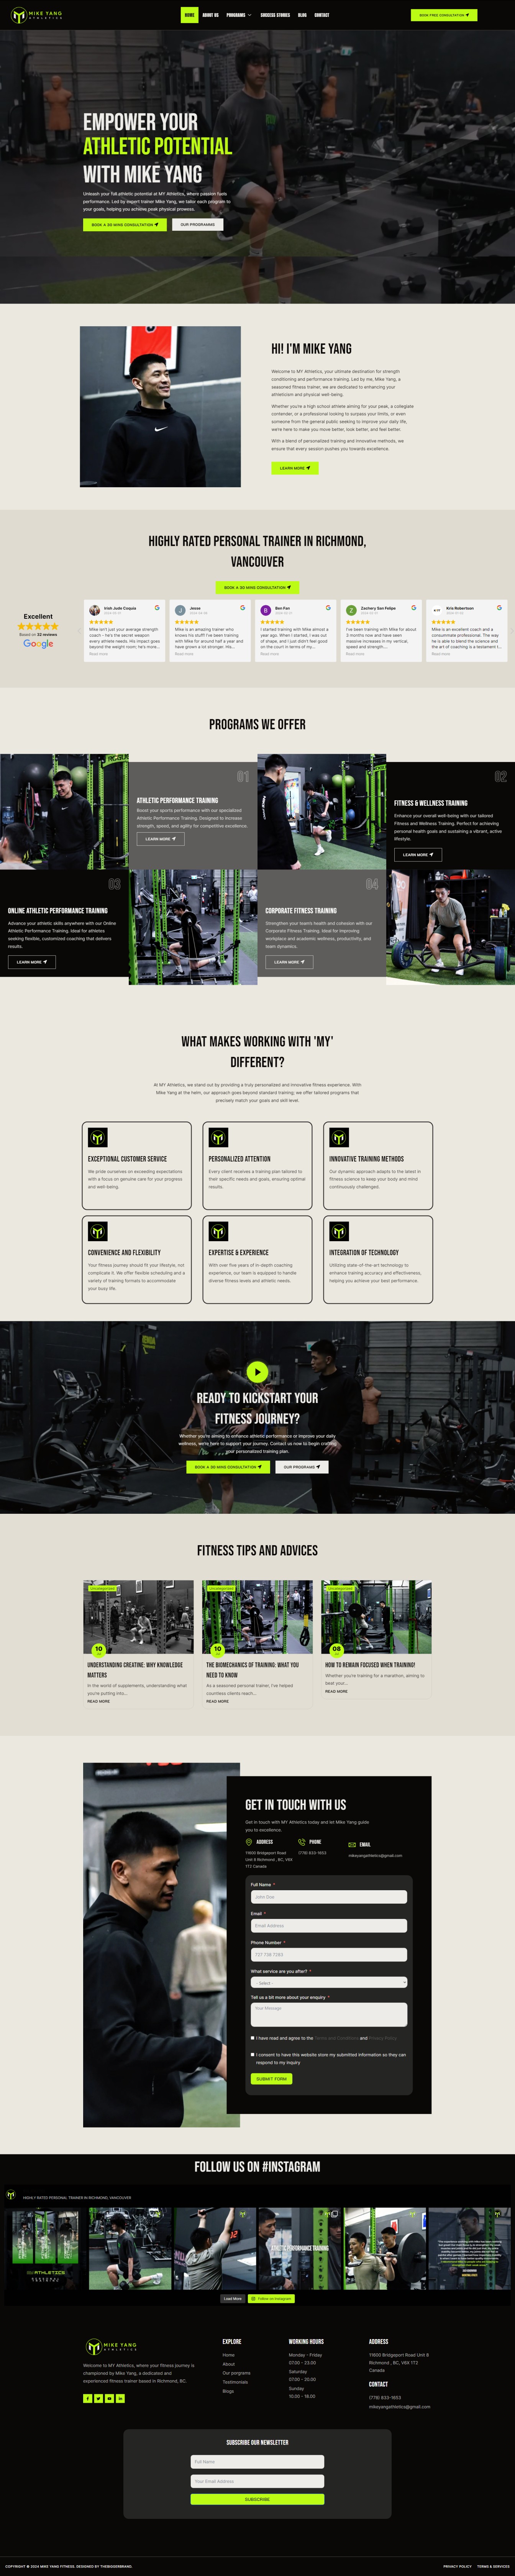 MIKE YANG
ATHLETICS
HOME
ABOUT US
PROGRAMS
SUCCESS STORIES
BLOG
CONTACT
BOOK FREE CONSULTATION
EMPOWER YOUR
ATHLETIC POTENTIAL
WITH MIKE YANG
Unleash your full athletic potential at MY Athletics, where passion fuels
performance. Led by expert trainer Mike Yang, we tailor each program to
your goals, helping you achieve peak physical prowess.
BOOK A 30 MINS CONSULTATION
OUR PROGRAMMS
HI! I'M MIKE YANG
Welcome to MY Athletics, your ultimate destination for strength
conditioning and performance training. Led by me, Mike Yang, a
seasoned fitness trainer, we are dedicated to enhancing your
athleticism and physical well-being.
Whether you're a high school athlete aiming for your peak, a collegiate
contender, or a professional looking to surpass your limits, or even
someone from the general public seeking to improve your daily life,
we're here to make you move better, look better, and feel better.
With a blend of personalized training and innovative methods, we
ensure that every session pushes you towards excellence.
LEARN MORE
HIGHLY RATED PERSONAL TRAINER IN RICHMOND,
VANCOUVER
BOOK A 30 MINS CONSULTATION
Excellent
Based on 32 reviews
Google
Irish Jude Caquia
Mike isn't just your average strength
coach - he's the secret weapon
every athlete needs. His impact goes
beyond the weight room; he's more...
Read more
Jesse
Mike is an amazing trainer who
knows his stuff! I've been training
with him for around half a year and
have grown a lot stronger. His...
Read more
Ben Fan
I started training with Mike almost a
year ago. When I started, I was out
of shape, and I just didn't feel good
on the court in terms of my...
Read more
Zachery San Felipe
I've been training with Mike for about
3 months now and have seen
massive increases in my vertical,
speed and strength....
Read more
Kris Robertson
Mike is an excellent coach and a
consummate professional. The way
he is able to blend the science and
the art of coaching is a testament t...
Read more
PROGRAMS WE OFFER
01
ATHLETIC PERFORMANCE TRAINING
Boost your sports performance with our specialised
Athletic Performance Training. Designed to increase
strength, speed, and agility for competitive excellence.
LEARN MORE
02
FITNESS & WELLNESS TRAINING
Enhance your overall well-being with our tailored
Fitness and Wellness Training. Perfect for achieving
personal health goals and sustaining a vibrant, active
lifestyle.
LEARN MORE
03
ONLINE ATHLETIC PERFORMANCE TRAINING
Advance your athletic skills anywhere with our Online
Athletic Performance Training. Ideal for athletes
seeking flexible, customized coaching that delivers
results.
LEARN MORE
04
CORPORATE FITNESS TRAINING
Strengthen your team's health and cohesion with our
Corporate Fitness Training. Ideal for improving
workplace and academic wellness, productivity, and
team dynamics.
LEARN MORE
WHAT MAKES WORKING WITH 'MY'
DIFFERENT?
At MY Athletics, we stand out by providing a truly personalized and innovative fitness experience. With
Mike Yang at the helm, our approach goes beyond standard training; we offer tailored programs that
precisely match your goals and skill level.
EXCEPTIONAL CUSTOMER SERVICE
We pride ourselves on exceeding expectations
with a focus on genuine care for your progress
and well-being.
PERSONALIZED ATTENTION
Every client receives a training plan tailored to
their specific needs and goals, ensuring optimal
results.
INNOVATIVE TRAINING METHODS
Our dynamic approach adapts to the latest in
fitness science to keep your body and mind
continuously challenged.
CONVENIENCE AND FLEXIBILITY
Your fitness journey should fit your lifestyle, not
complicate it. We offer flexible scheduling and a
variety of training formats to accommodate
your busy life.
EXPERTISE & EXPERIENCE
With over five years of in-depth coaching
experience, our team is equipped to handle
diverse fitness levels and athletic needs.
INTEGRATION OF TECHNOLOGY
Utilizing state-of-the-art technology to
enhance training accuracy and effectiveness,
helping you achieve your best performance.
READY TO KICKSTART YOUR
FITNESS JOURNEY?
Whether you're aiming to enhance athletic performance or improve your daily
wellness, we're here to support your journey. Contact us now to begin crafting
your personalized training plan.
BOOK A 30 MINS CONSULTATION
OUR PROGRAMS
FITNESS TIPS AND ADVICES
10
UNDERSTANDING CREATINE: WHY KNOWLEDGE
MATTERS
In the world of supplements, understanding what
you're putting into...
READ MORE
10
THE BIOMECHANICS OF TRAINING: WHAT YOU
NEED TO KNOW
As a seasoned personal trainer, I've helped
countless clients reach...
READ MORE
08
HOW TO REMAIN FOCUSED WHEN TRAINING!
Whether you're training for a marathon, aiming to
beat your...
READ MORE
GET IN TOUCH WITH US
Get in touch with MY Athletics today and let Mike Yang guide
you to excellence.
ADDRESS
11600 Bridgeport Road
Unit 8 Richmond , BC, V6X
1T2 Canada
PHONE
(778) 833-1653
EMAIL
mikeyangathletics@gmail.com
Full Name *
John Doe
Email *
Email Address
Phone Number *
What service are you after? *
- Select -
Tell us a bit more about your enquiry *
Your Message
I have read and agree to the Terms and Conditions and Privacy Policy
I consent to have this website store my submitted information so they can
respond to my inquiry
SUBMIT FORM
FOLLOW US ON #INSTAGRAM
HIGHLY RATED PERSONAL TRAINER IN RICHMOND, VANCOUVER
ATHLETIC PERFORMANCE TRAINING
Load More
Follow on Instagram
MIKE YANG
ATHLETICS
Welcome to MY Athletics, where your fitness journey is
championed by Mike Yang, a dedicated and
experienced fitness trainer based in Richmond, BC.
EXPLORE
Home
About
Our porgrams
Testimonials
Blogs
WORKING HOURS
Monday - Friday
07:00 - 23:00
Saturday
07:00 - 20:00
Sunday
10:00 - 18:00
ADDRESS
11600 Bridgeport Road Unit 8
Richmond , BC, V6X 1T2
Canada
CONTACT
(778) 833-1653
mikeyangathletics@gmail.com
SUBSCRIBE OUR NEWSLETTER
Full Name
Your Email Address
SUBSCRIBE
COPYRIGHT © 2024 MIKE YANG FITNESS. DESIGNED BY THEBIGGERBRAND.
PRIVACY POLICY
TERMS & SERVICES